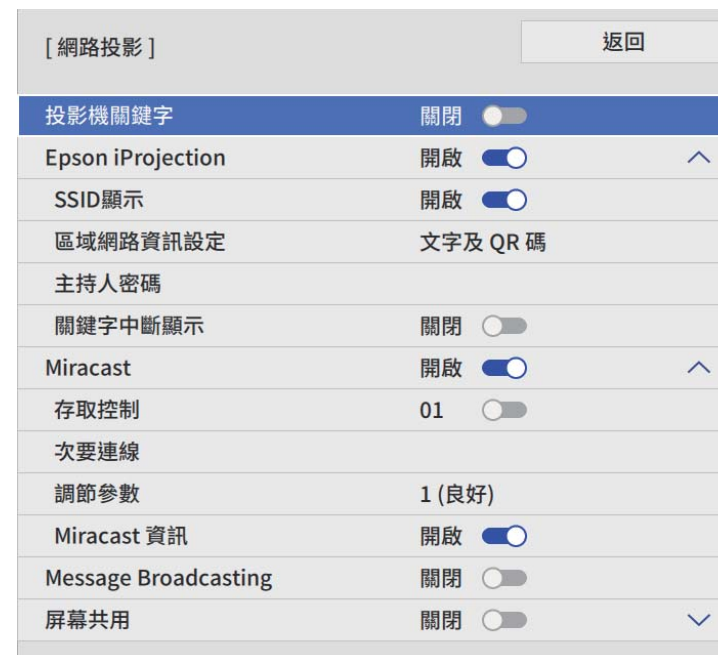 [ 網路投影 ] 返回
投影機關鍵字 關閉
Epson iProjection 開啟
SSID顯示 開啟
區域網路資訊設定 文字及 QR 碼
主持人密碼
關鍵字中斷顯示 關閉
Miracast 開啟
存取控制 01
次要連線
調節參數 1 (良好)
Miracast 資訊 開啟
Message Broadcasting 關閉
屏幕共用 關閉